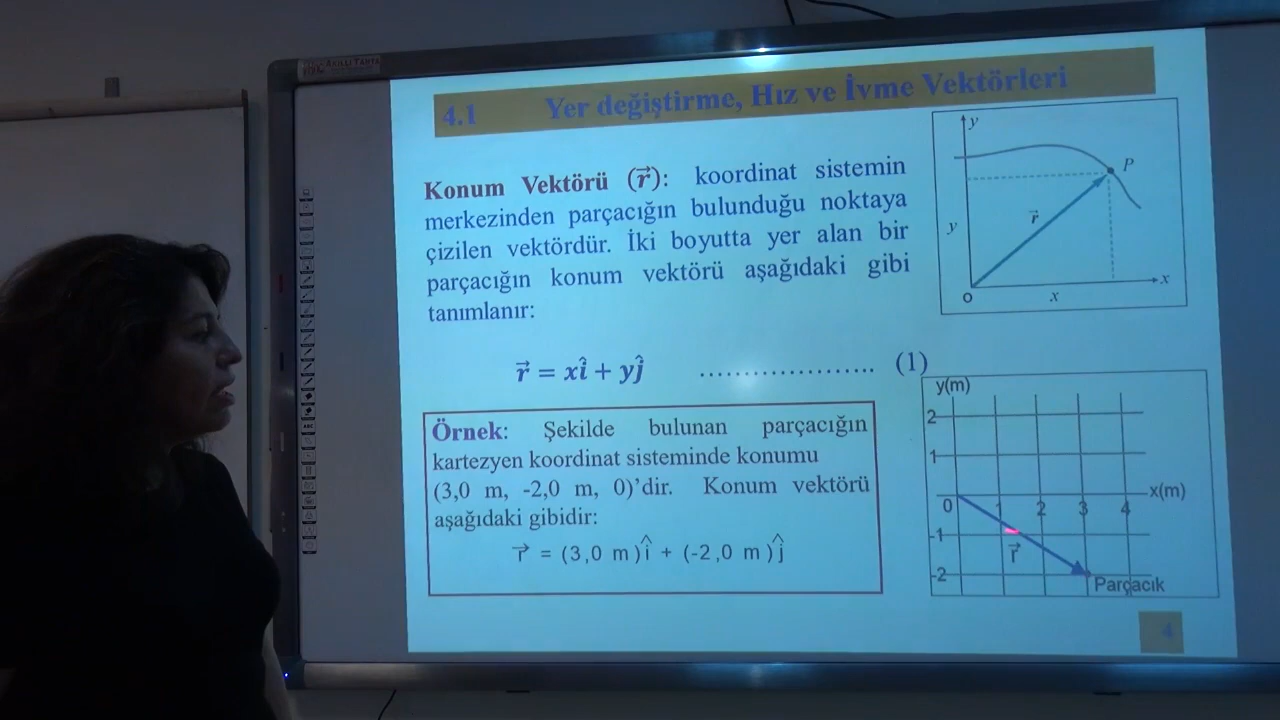 AKILLI TAHTA
4.1 Yer değiştirme, Hız ve İvme Vektörleri
Konum Vektörü (r⃗): koordinat sistemin
merkezinden parçacığın bulunduğu noktaya
çizilen vektördür. İki boyutta yer alan bir
parçacığın konum vektörü aşağıdaki gibi
tanımlanır:
r⃗ = xî + yĵ ..................... (1)
y
P
r⃗
y
x
O
x
Örnek: Şekilde bulunan parçacığın
kartezyen koordinat sisteminde konumu
(3,0 m, -2,0 m, 0)'dir. Konum vektörü
aşağıdaki gibidir:
r⃗ = (3,0 m)î + (-2,0 m)ĵ
y(m)
2
1
x(m)
0 1 2 3 4
-1
r⃗
-2
Parçacık
4
ABC